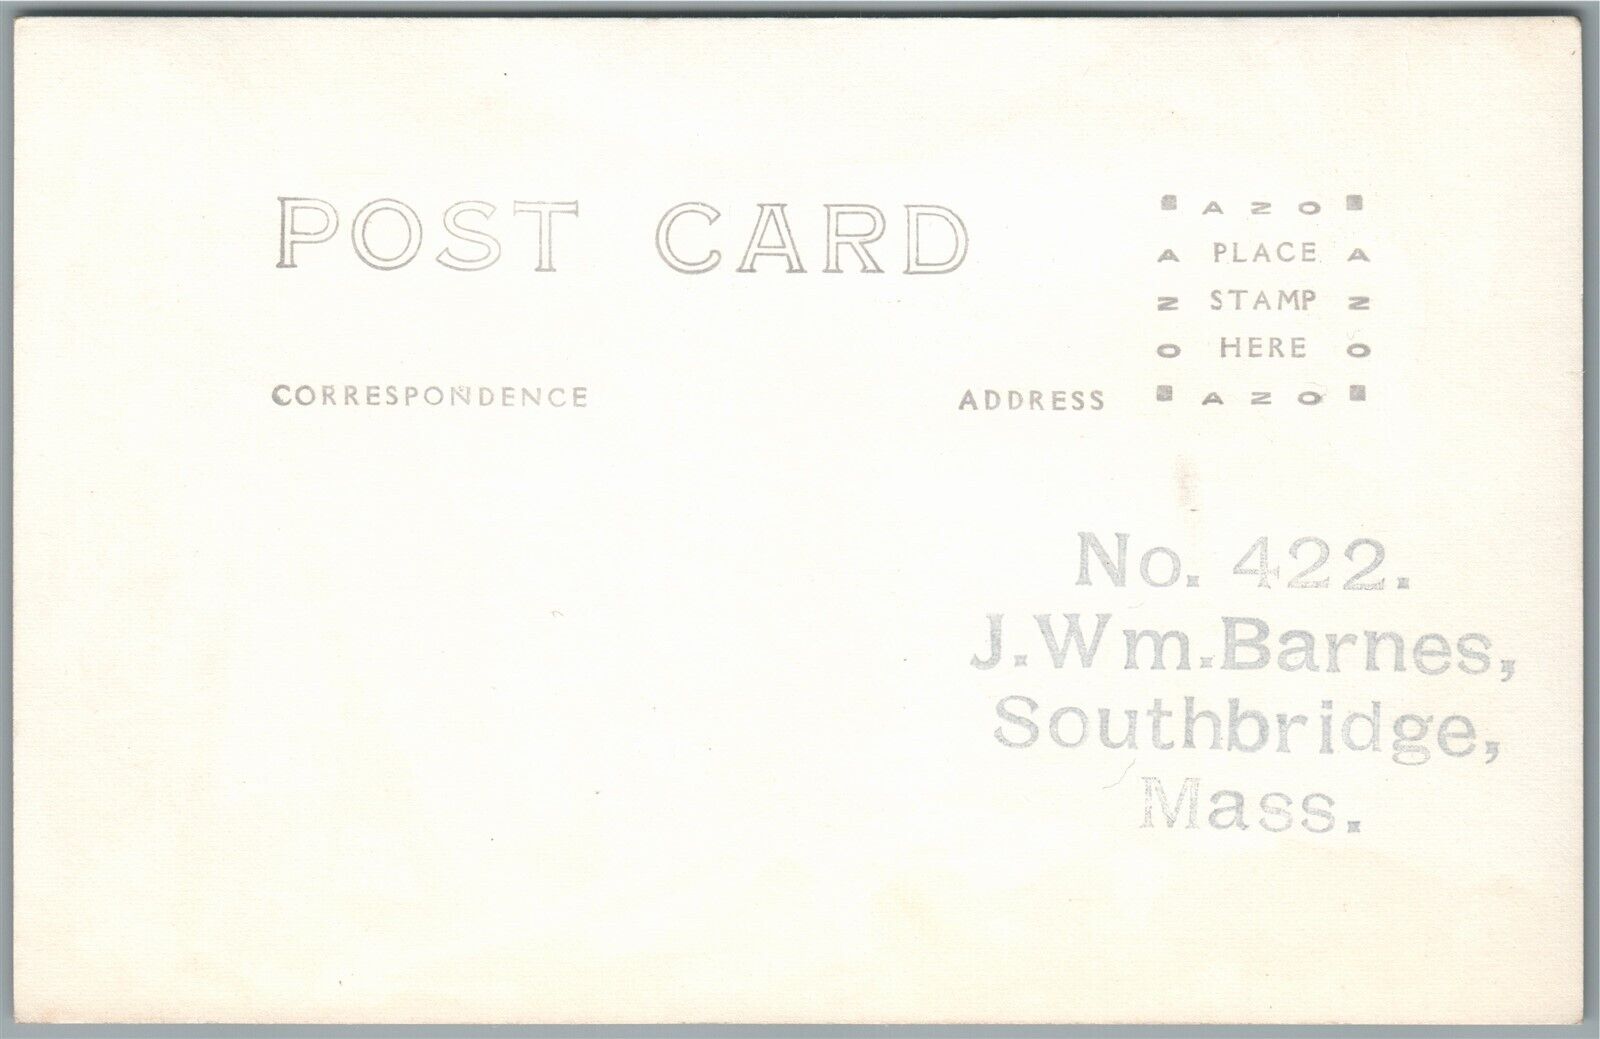 POST CARD
AZO
A PLACE A
Z STAMP Z
O HERE O
AZO
CORRESPONDENCE
ADDRESS
No. 422.
J.Wm.Barnes,
Southbridge,
Mass.